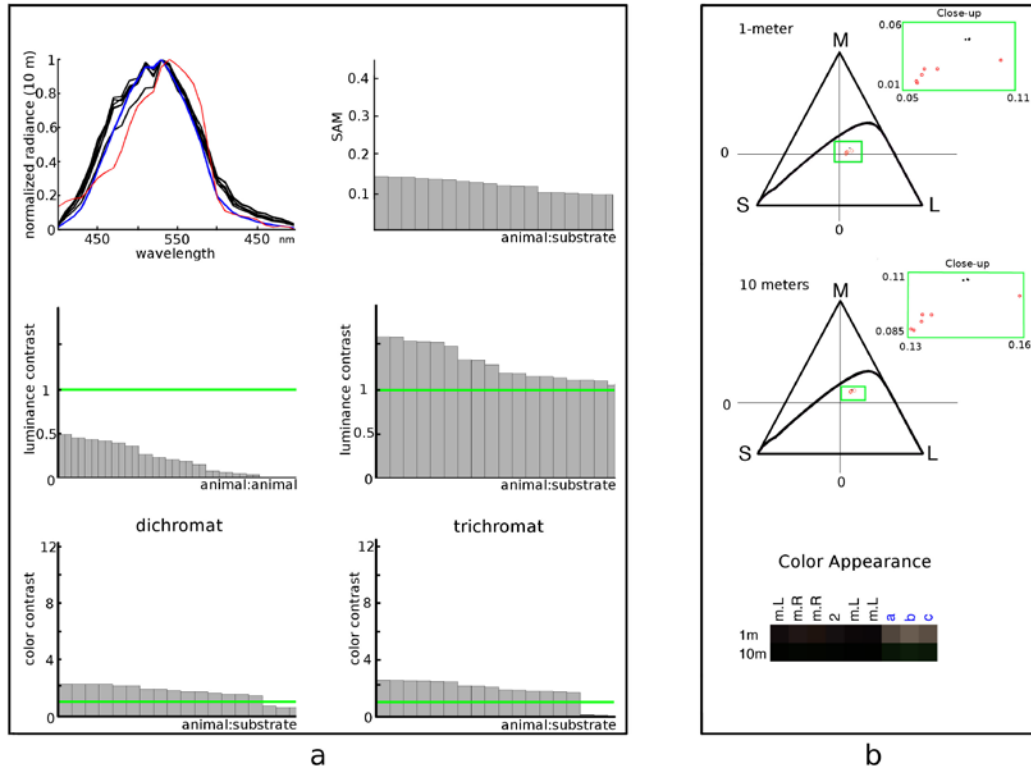 normalized radiance (10 m)
1
0.8
0.6
0.4
0.2
0
450
550
450
nm
wavelength
SAM
0.4
0.3
0.2
0.1
animal:substrate
luminance contrast
1
0.5
0
animal:animal
luminance contrast
1
0.5
0
animal:substrate
dichromat
color contrast
12
8
4
2
0
animal:substrate
trichromat
color contrast
12
8
4
2
0
animal:substrate
a
1-meter
M
S
L
0
0
Close-up
0.06
0.01
0.05
0.11
10 meters
M
S
L
0
0
Close-up
0.11
0.085
0.13
0.16
Color Appearance
m.L
m.R
m.R
2
m.L
m.L
a
b
c
1m
10m
b